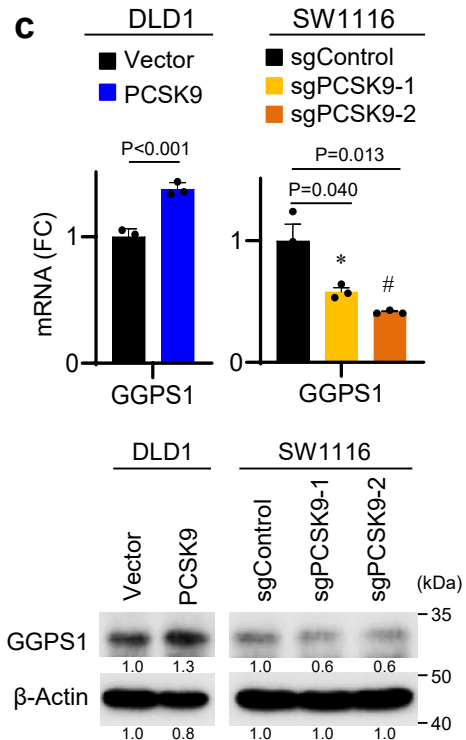 c
DLD1
SW1116
Vector
PCSK9
sgControl
sgPCSK9-1
sgPCSK9-2
P<0.001
P=0.013
P=0.040
mRNA (FC)
1
0
1
0
*
#
GGPS1
GGPS1
DLD1
SW1116
Vector
PCSK9
sgControl
sgPCSK9-1
sgPCSK9-2
(kDa)
GGPS1
35
1.0 1.3 1.0 0.6 0.6
50
β-Actin
40
1.0 0.8 1.0 1.0 1.0